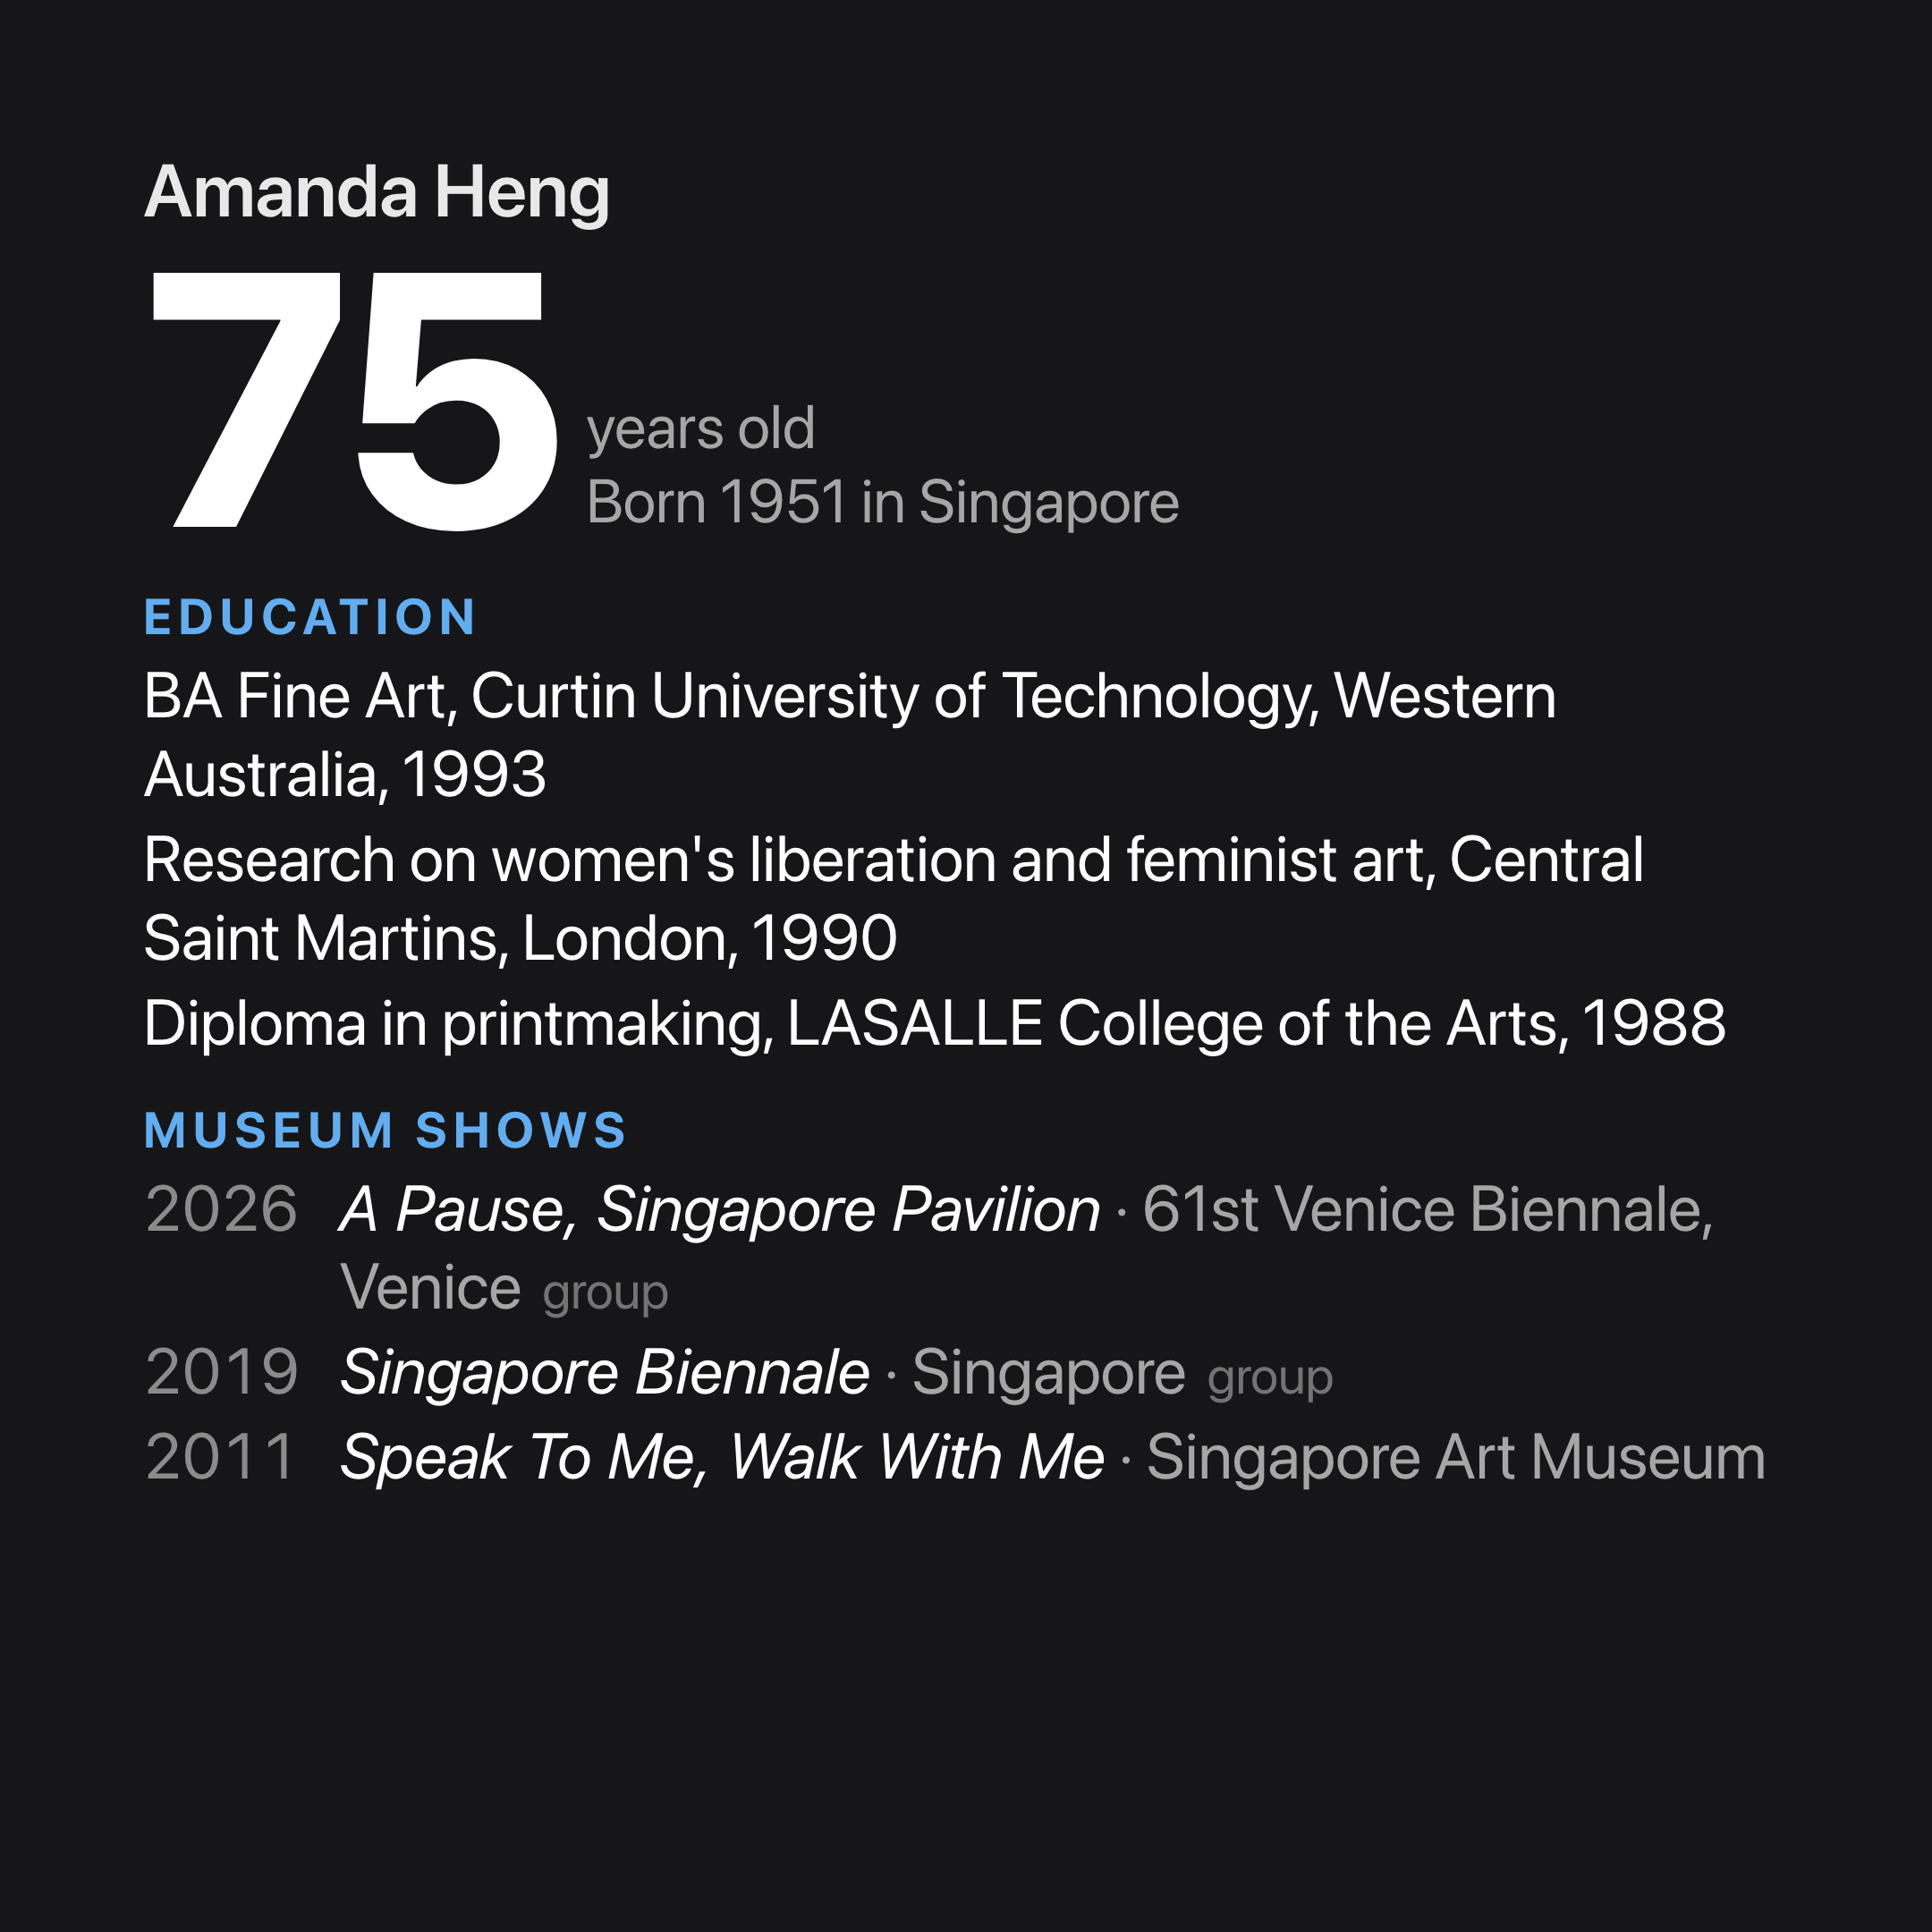 Amanda Heng
75
years old
Born 1951 in Singapore
EDUCATION
BA Fine Art, Curtin University of Technology, Western
Australia, 1993
Research on women's liberation and feminist art, Central
Saint Martins, London, 1990
Diploma in printmaking, LASALLE College of the Arts, 1988
MUSEUM SHOWS
2026 A Pause, Singapore Pavilion · 61st Venice Biennale,
Venice group
2019 Singapore Biennale · Singapore group
2011 Speak To Me, Walk With Me · Singapore Art Museum